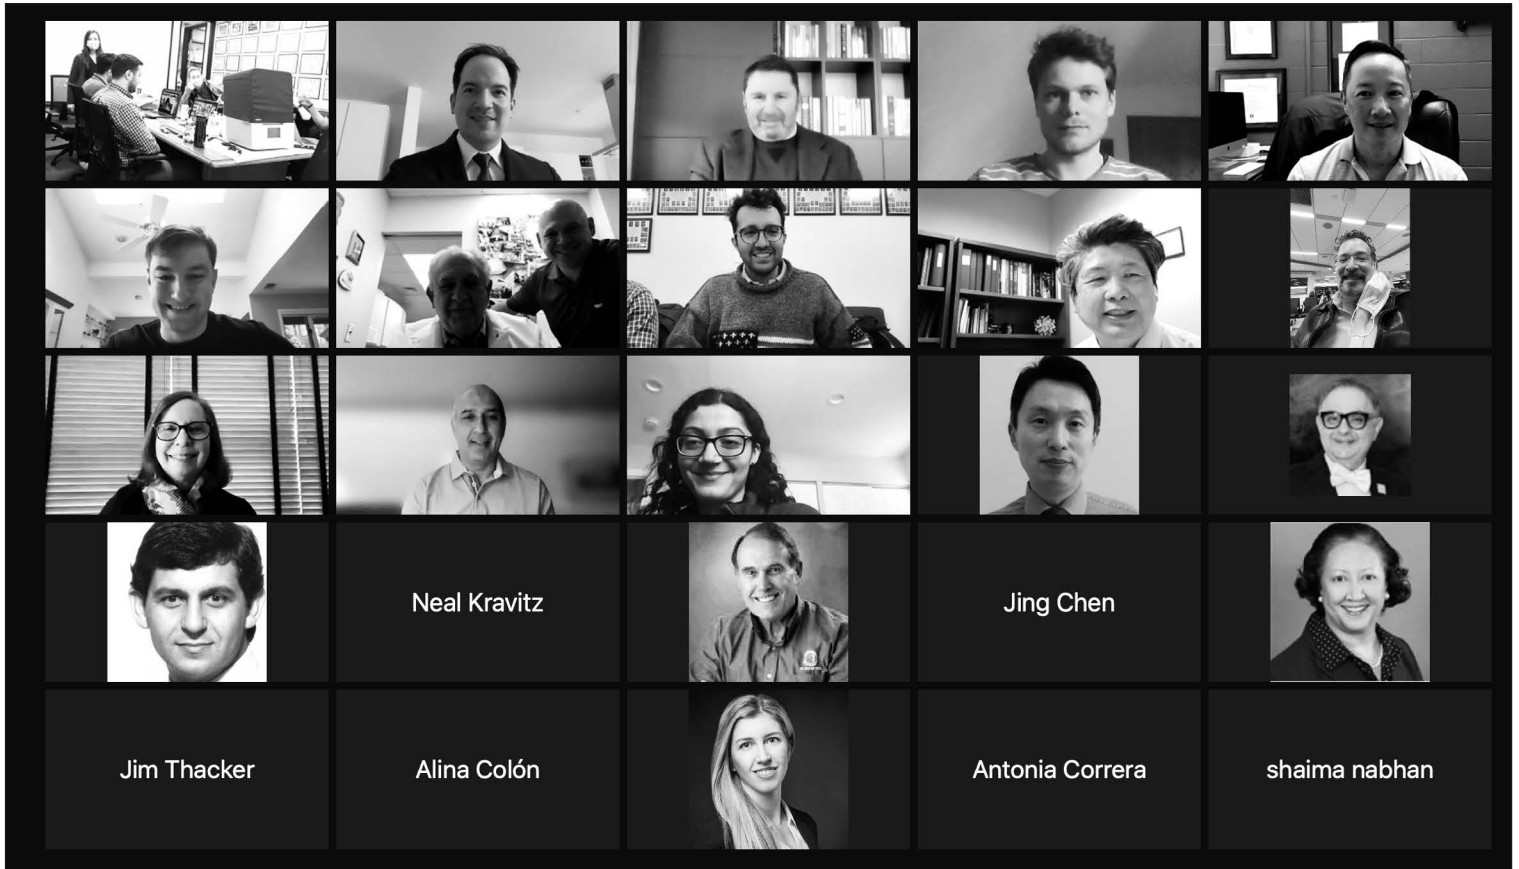 Neal Kravitz
Jing Chen
Jim Thacker
Alina Colón
Antonia Correra
shaima nabhan